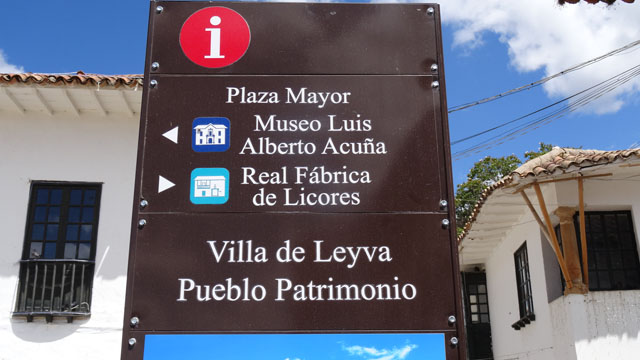 i
Plaza Mayor
Museo Luis
Alberto Acuña
Real Fábrica
de Licores
Villa de Leyva
Pueblo Patrimonio